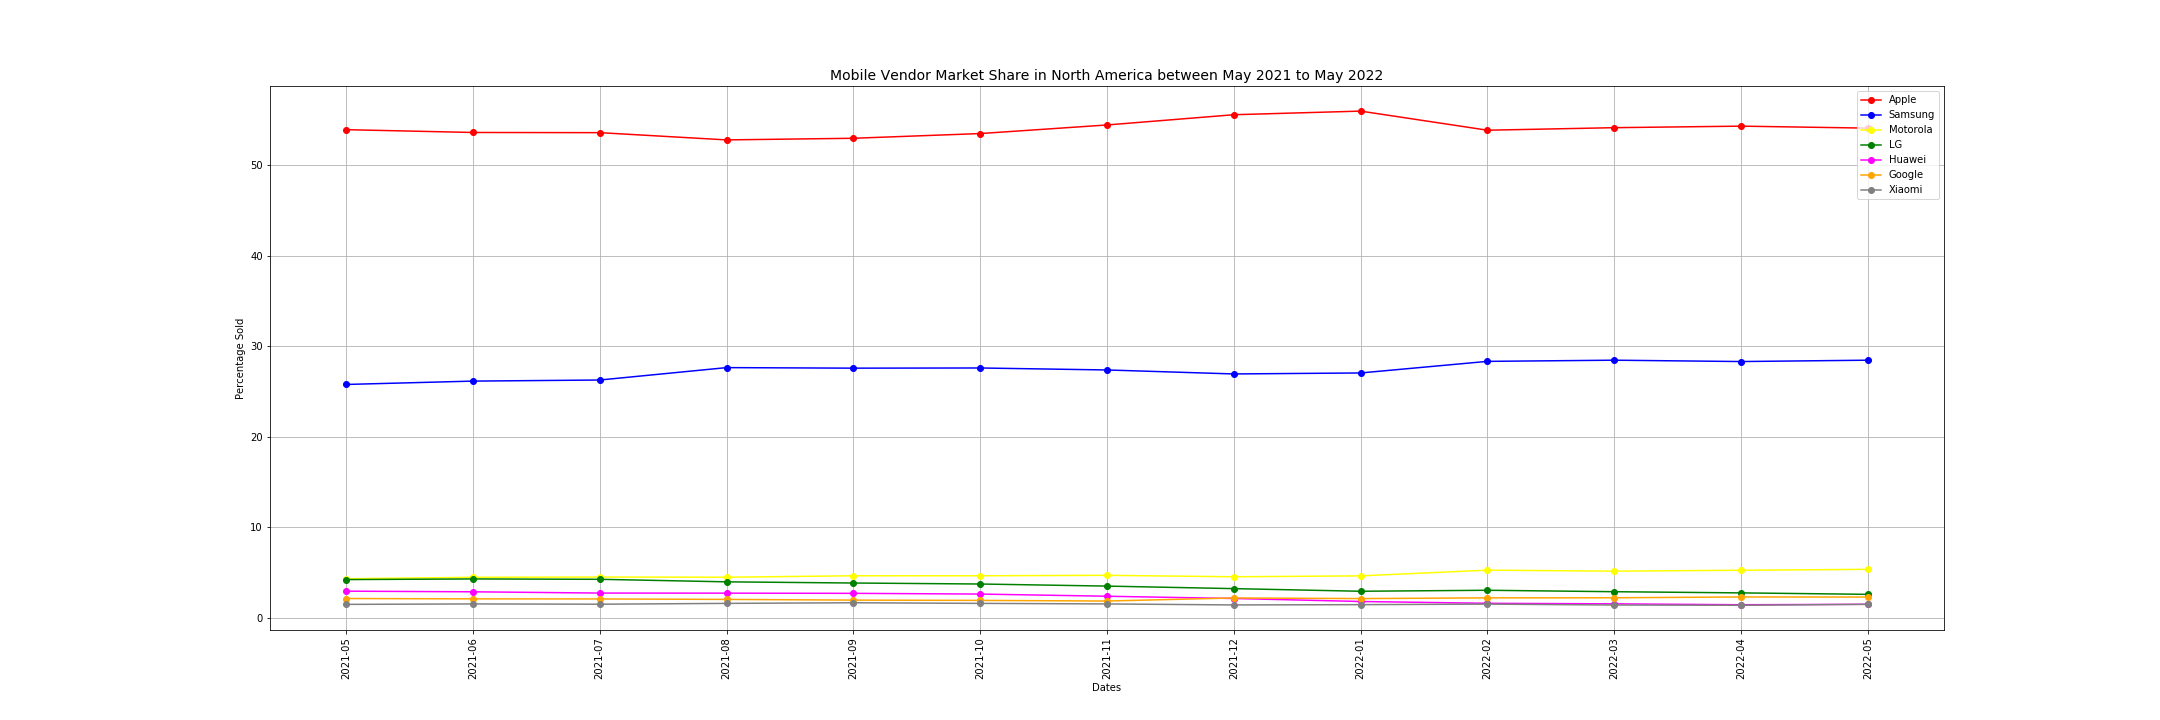 Mobile Vendor Market Share in North America between May 2021 to May 2022
Apple
Samsung
Motorola
LG
Huawei
Google
Xiaomi
Percentage Sold
50
40
30
20
10
0
2021-05
2021-06
2021-07
2021-08
2021-09
2021-10
2021-11
2021-12
2022-01
2022-02
2022-03
2022-04
2022-05
Dates